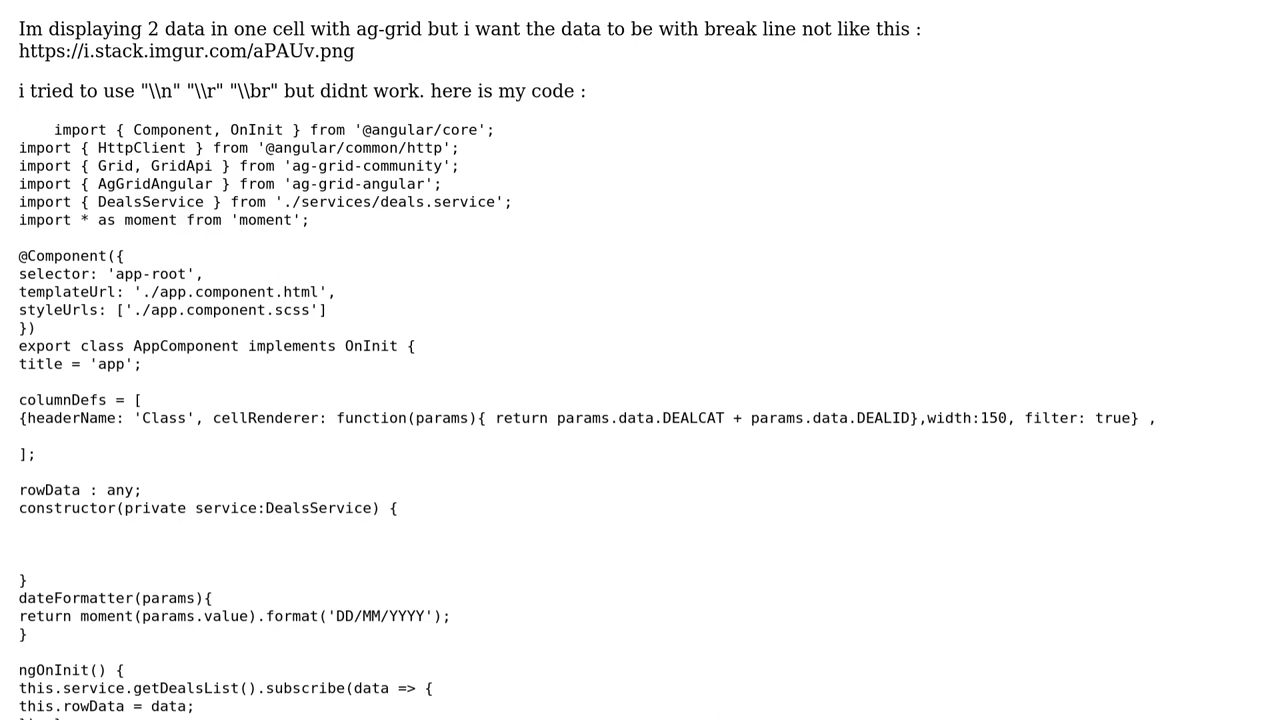 Im displaying 2 data in one cell with ag-grid but i want the data to be with break line not like this :
https://i.stack.imgur.com/aPAUv.png
i tried to use "\\n" "\\r" "\\br" but didnt work. here is my code :
import { Component, OnInit } from '@angular/core';
import { HttpClient } from '@angular/common/http';
import { Grid, GridApi } from 'ag-grid-community';
import { AgGridAngular } from 'ag-grid-angular';
import { DealsService } from './services/deals.service';
import * as moment from 'moment';
@Component({
selector: 'app-root',
templateUrl: './app.component.html',
styleUrls: ['./app.component.scss']
})
export class AppComponent implements OnInit {
title = 'app';
columnDefs = [
{headerName: 'Class', cellRenderer: function(params){ return params.data.DEALCAT + params.data.DEALID},width:150, filter: true} ,
];
rowData : any;
constructor(private service:DealsService) {
}
dateFormatter(params){
return moment(params.value).format('DD/MM/YYYY');
}
ngOnInit() {
this.service.getDealsList().subscribe(data => {
this.rowData = data;